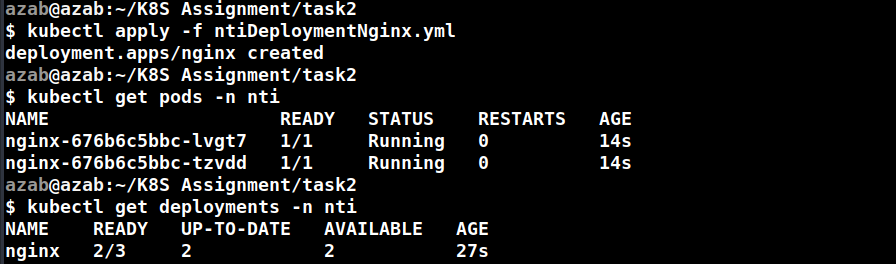 azab@azab:~/K8S Assignment/task2
$ kubectl apply -f ntiDeploymentNginx.yml
deployment.apps/nginx created
azab@azab:~/K8S Assignment/task2
$ kubectl get pods -n nti
NAME                     READY   STATUS    RESTARTS   AGE
nginx-676b6c5bbc-lvgt7   1/1     Running   0          14s
nginx-676b6c5bbc-tzvdd   1/1     Running   0          14s
azab@azab:~/K8S Assignment/task2
$ kubectl get deployments -n nti
NAME    READY   UP-TO-DATE   AVAILABLE   AGE
nginx   2/3     2            2           27s